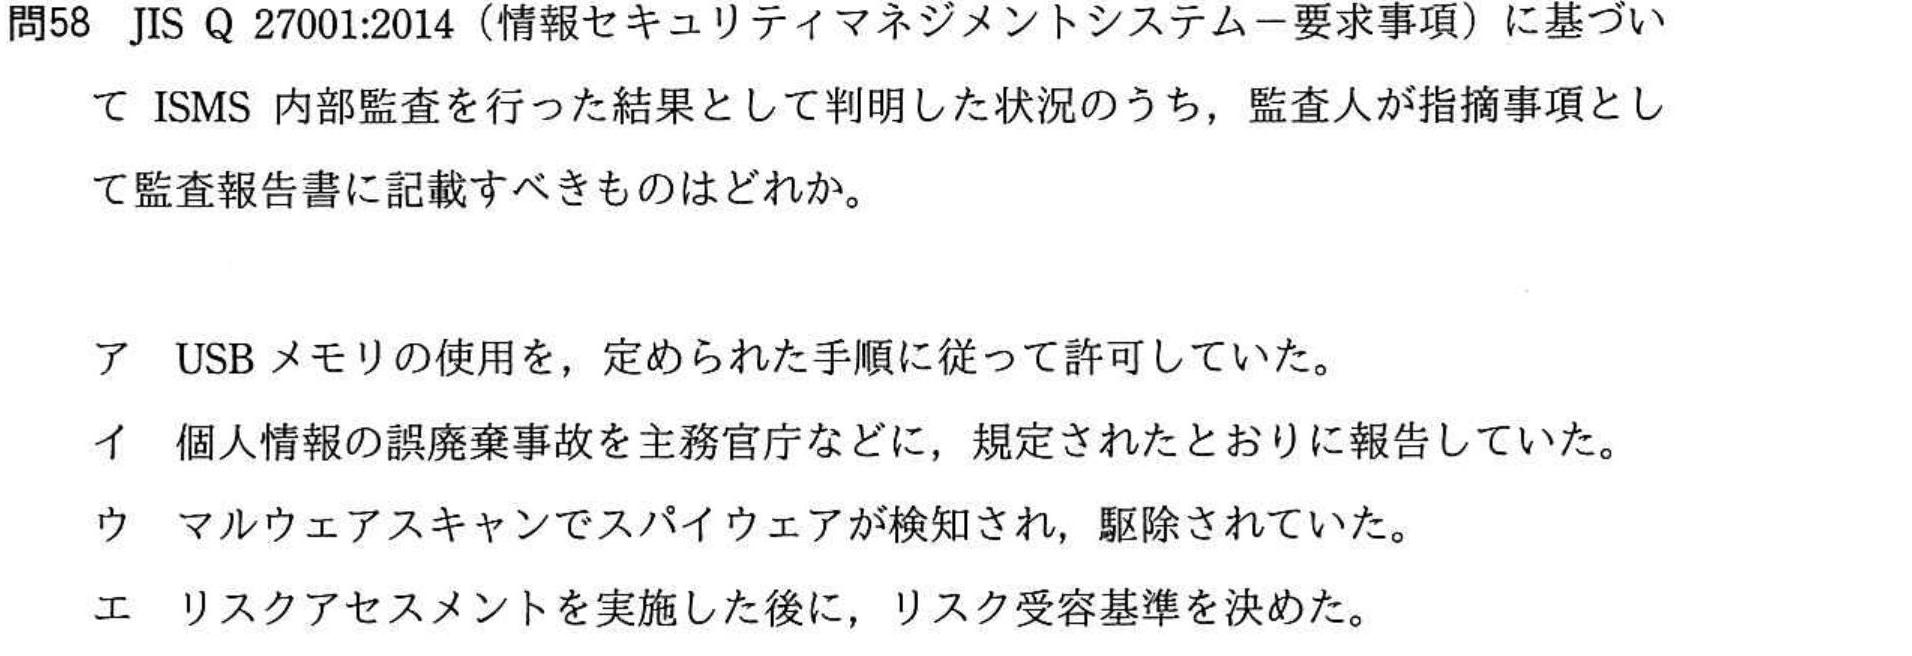 問58 JIS Q 27001:2014（情報セキュリティマネジメントシステム－要求事項）に基づい
て ISMS 内部監査を行った結果として判明した状況のうち，監査人が指摘事項とし
て監査報告書に記載すべきものはどれか。
ア USB メモリの使用を，定められた手順に従って許可していた。
イ 個人情報の誤廃棄事故を主務官庁などに，規定されたとおりに報告していた。
ウ マルウェアスキャンでスパイウェアが検知され，駆除されていた。
エ リスクアセスメントを実施した後に，リスク受容基準を決めた。